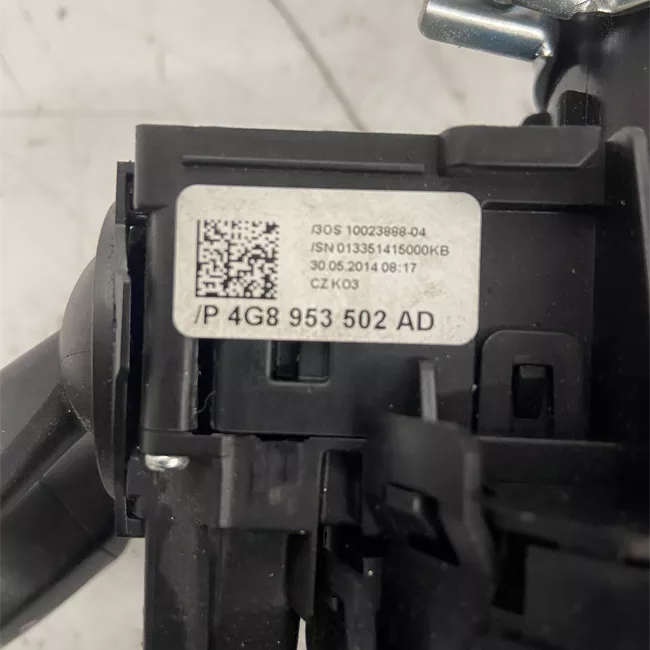 /3OS 10023888-04
/SN 013351415000KB
30.05.2014 08:17
CZ K03
/P 4G8 953 502 AD